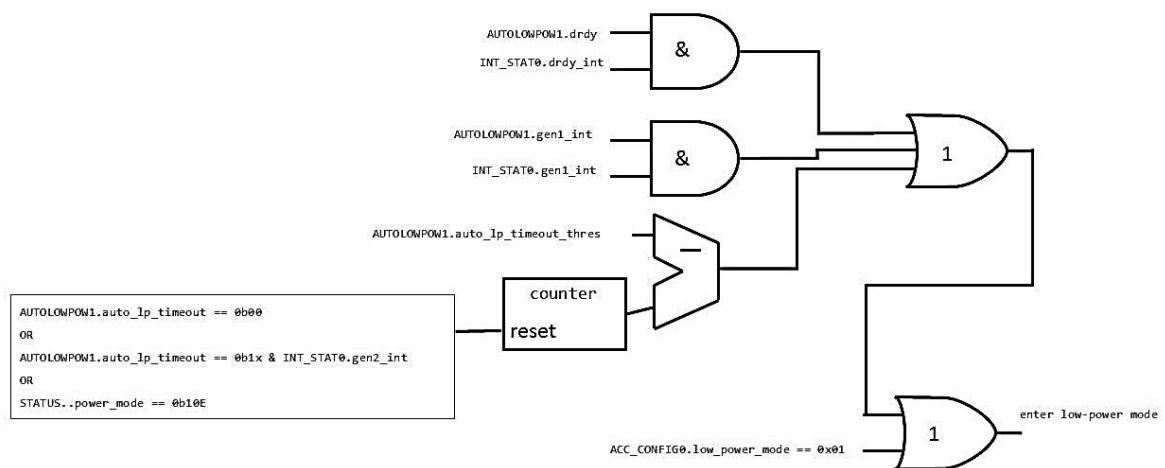 AUTOLOWPOW1.drdy
&
INT_STAT0.drdy_int
AUTOLOWPOW1.gen1_int
&
INT_STAT0.gen1_int
1
AUTOLOWPOW1.auto_lp_timeout_thres
—
counter
reset
AUTOLOWPOW1.auto_lp_timeout == 0b00
OR
AUTOLOWPOW1.auto_lp_timeout == 0b1x & INT_STAT0.gen2_int
OR
STATUS..power_mode == 0b10E
enter low-power mode
1
ACC_CONFIG0.low_power_mode == 0x01